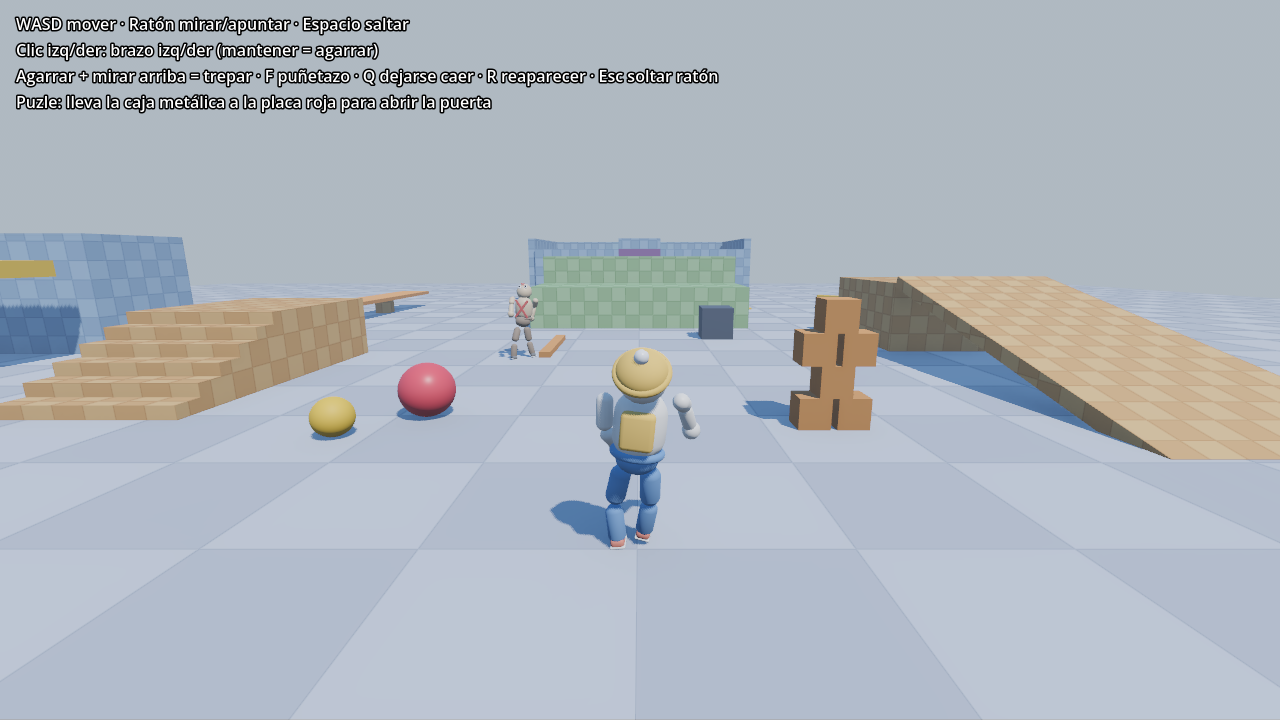 WASD mover · Ratón mirar/apuntar · Espacio saltar
Clic izq/der: brazo izq/der (mantener = agarrar)
Agarrar + mirar arriba = trepar · F puñetazo · Q dejarse caer · R reaparecer · Esc soltar ratón
Puzle: lleva la caja metálica a la placa roja para abrir la puerta